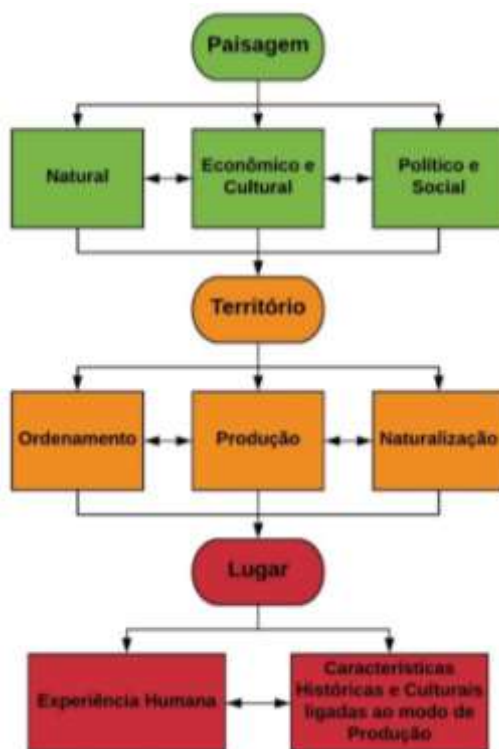 Paisagem
Natural
Econômico e
Cultural
Político e
Social
Território
Ordenamento
Produção
Naturalização
Lugar
Experiência Humana
Características
Históricas e Culturais
ligadas ao modo de
Produção